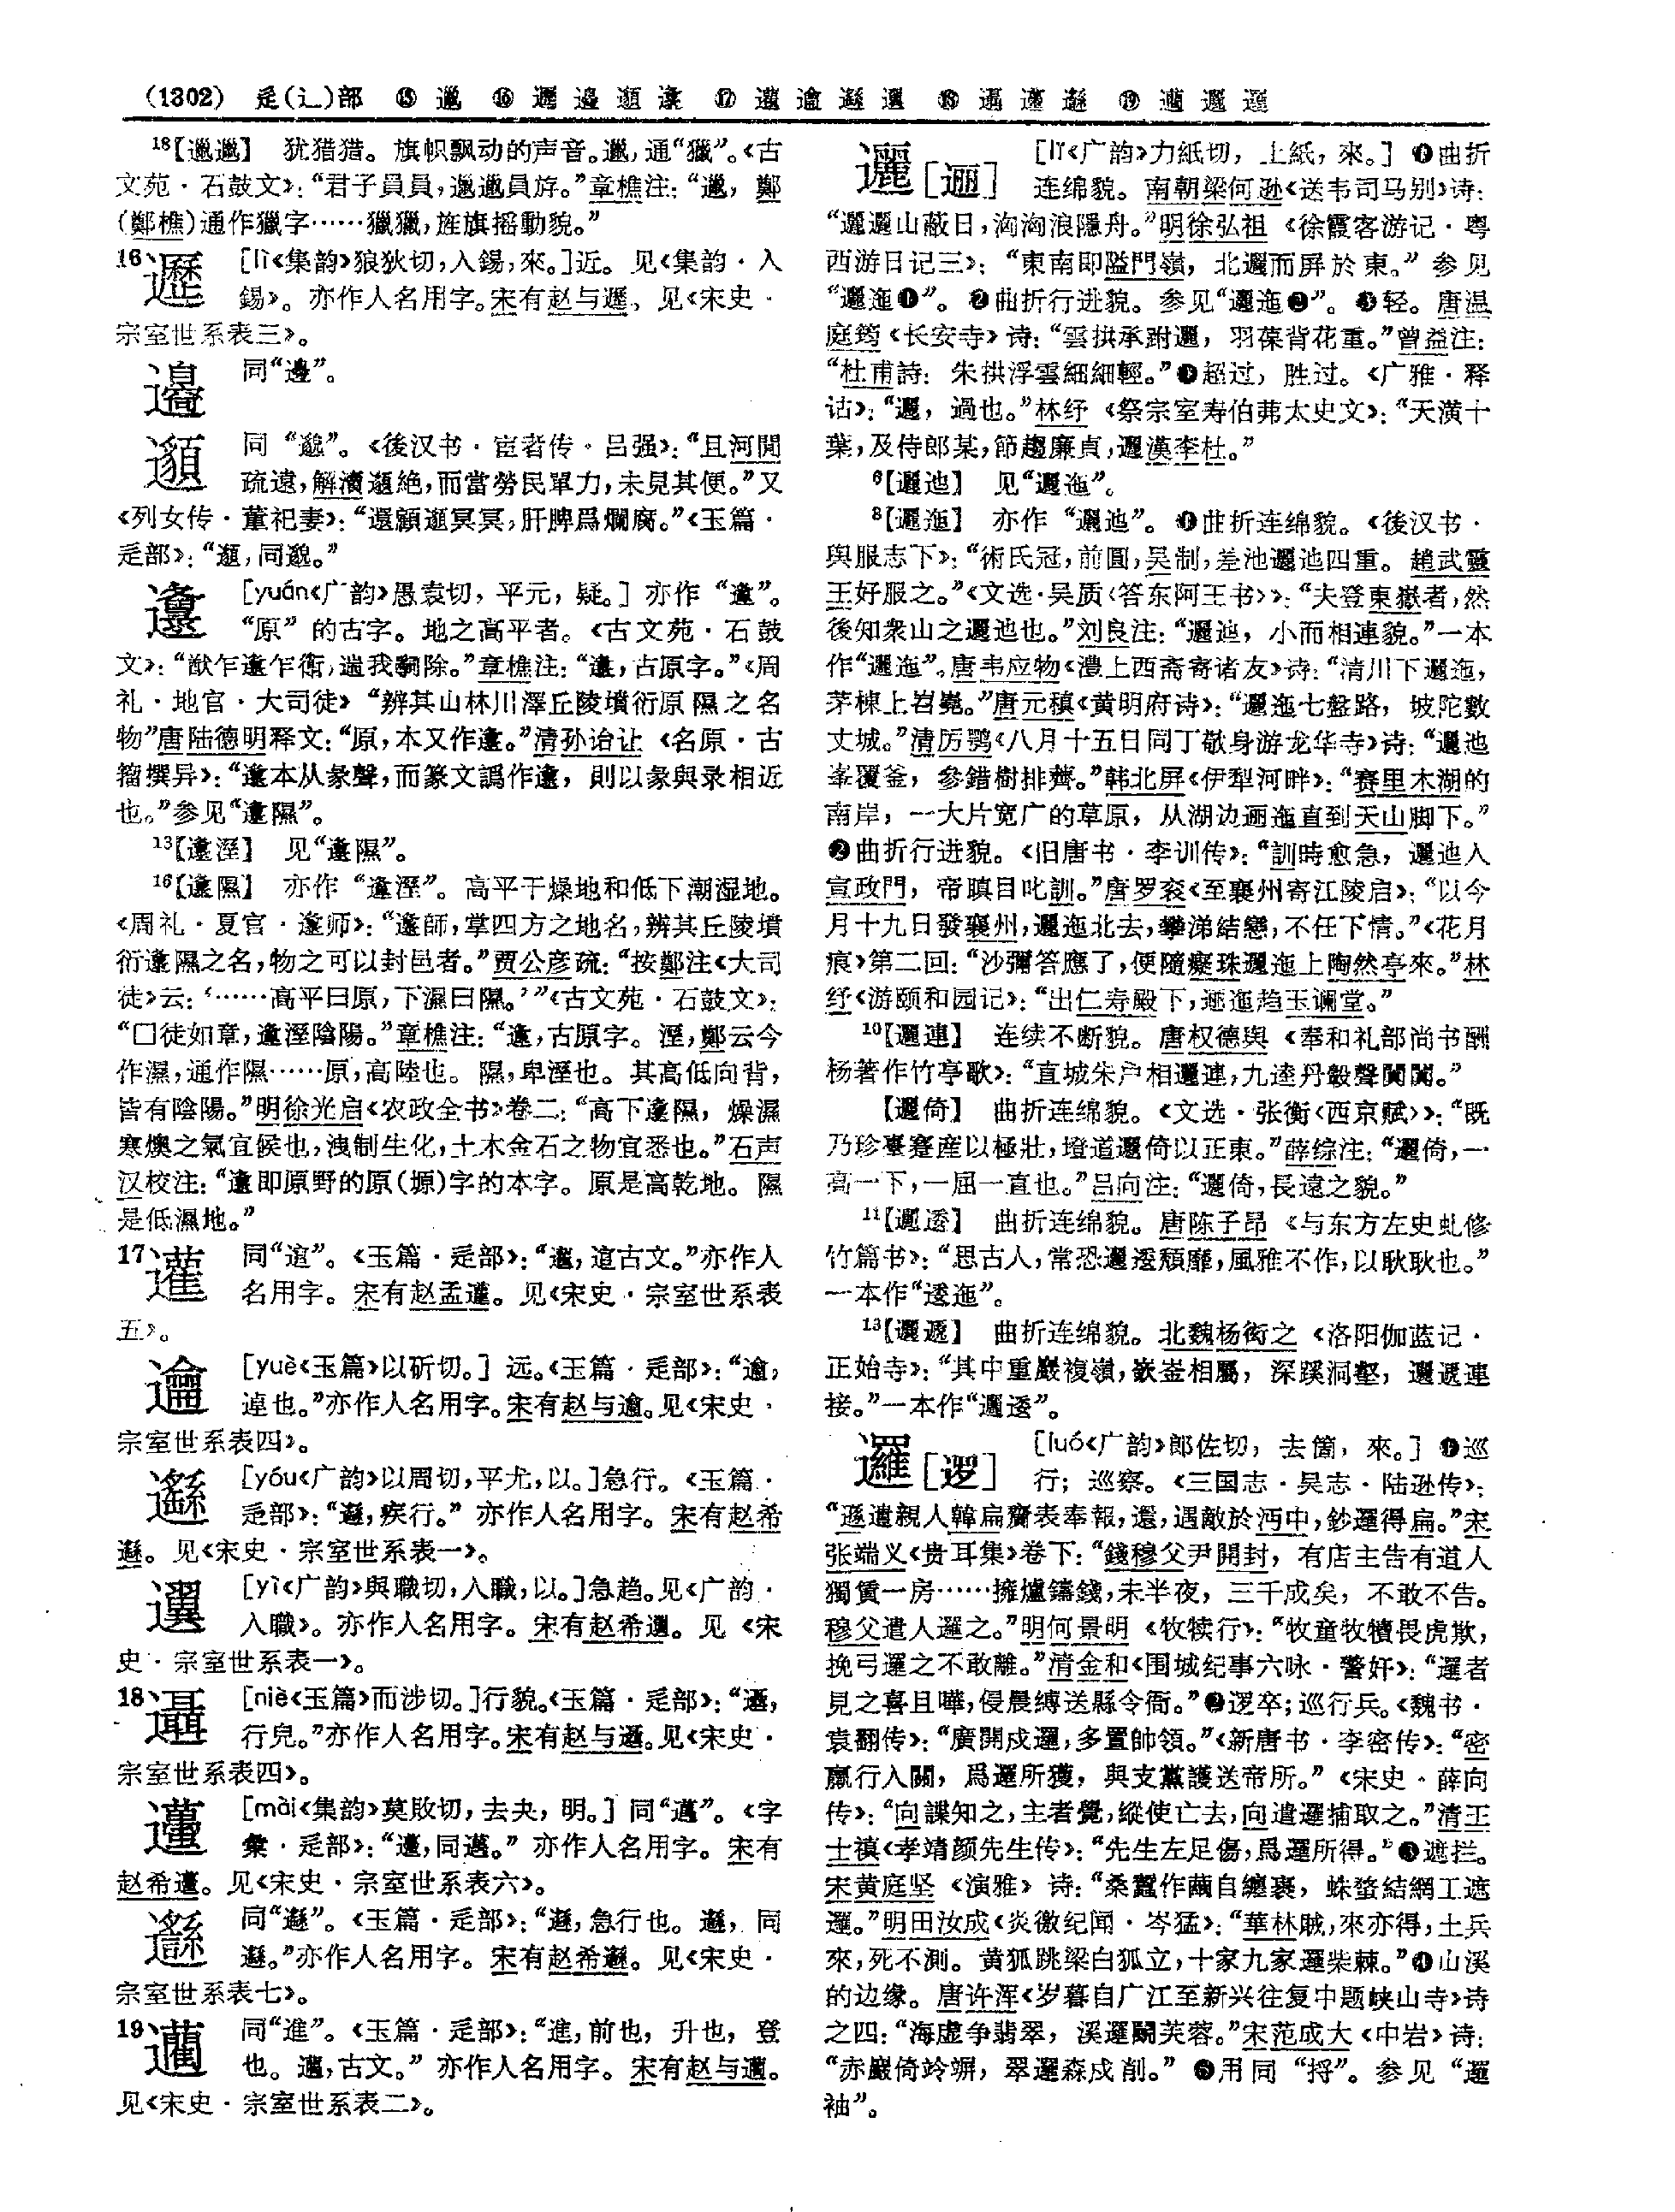 (1302) 辵(辶)部 ⑮邋 ⑯邊 ⑰ ⑱ ⑲邏
18【邋邋】 犹猎猎。旗帜飘动的声音。邋,通“獵”。《古
文苑·石鼓文》:“君子員員,邋邋員斿。”章樵注:“邋,鄭
(鄭樵)通作獵字……獵獵,旌旗摇動貌。”
16 [lì《集韵》狼狄切,入錫,來。]近。见《集韵·入
錫》。亦作人名用字。宋有赵与。见《宋史·
宗室世系表三》。
同“邊”。
同“邈”。《後汉书·宦者传·吕强》:“且河間
疏遠,解瀆邈絶,而當勞民單力,未見其便。”又
《列女传·董祀妻》:“還顧邈冥冥,肝脾爲爛腐。”《玉篇·
辵部》:“,同邈。”
邍 [yuán《广韵》愚袁切,平元,疑。] 亦作“”。
“原”的古字。地之高平者。《古文苑·石鼓
文》:“猷乍邍乍,我除。”章樵注:“邍,古原字。”《周
礼·地官·大司徒》“辨其山林川澤丘陵墳衍原隰之名
物”唐陆德明释文:“原,本又作邍。”清孙诒让《名原·古
籀撰异》:“邍本从彖聲,而篆文譌作邍,則以彖與录相近
也。”参见“邍隰”。
13【邍溼】 见“邍隰”。
16【邍隰】 亦作“邍溼”。高平干燥地和低下潮湿地。
《周礼·夏官·邍师》:“邍師,掌四方之地名,辨其丘陵墳
衍邍隰之名,物之可以封邑者。”贾公彦疏:“按鄭注《大司
徒》云:‘……高平曰原,下濕曰隰。’”《古文苑·石鼓文》:
“□徒如章,邍溼陰陽。”章樵注:“邍,古原字。溼,鄭云今
作濕,通作隰……原,高陸也。隰,卑溼也。其高低向背,
皆有陰陽。”明徐光启《农政全书》卷二:“高下邍隰,燥濕
寒燠之氣宜候也,洩制生化,土木金石之物宜悉也。”石声
汉校注:“邍即原野的原(塬)字的本字。原是高乾地。隰
是低濕地。”
17 同“逭”。《玉篇·辵部》:“,逭古文。”亦作人
名用字。宋有赵孟。见《宋史·宗室世系表
五》。
[yuè《玉篇》以斫切。] 远。《玉篇·辵部》:“,
逴也。”亦作人名用字。宋有赵与。见《宋史·
宗室世系表四》。
[yóu《广韵》以周切,平尤,以。]急行。《玉篇·
辵部》:“,疾行。”亦作人名用字。宋有赵希
。见《宋史·宗室世系表一》。
[yì《广韵》與職切,入職,以。]急趋。见《广韵·
入職》。亦作人名用字。宋有赵希。见《宋
史·宗室世系表一》。
18 [niè《玉篇》而涉切。]行貌。《玉篇·辵部》:“,
行皃。”亦作人名用字。宋有赵与。见《宋史·
宗室世系表四》。
[mài《集韵》莫敗切,去夬,明。] 同“邁”。《字
彙·辵部》:“,同邁。”亦作人名用字。宋有
赵希。见《宋史·宗室世系表六》。
同“”。《玉篇·辵部》:“,急行也。,同
。”亦作人名用字。宋有赵希。见《宋史·
宗室世系表七》。
19 同“進”。《玉篇·辵部》:“進,前也,升也,登
也。,古文。”亦作人名用字。宋有赵与。
见《宋史·宗室世系表二》。
邐[逦] [lǐ《广韵》力紙切,上紙,來。] ❶曲折
连绵貌。南朝梁何逊《送韦司马别》诗:
“邐邐山蔽日,洶洶浪隱舟。”明徐弘祖《徐霞客游记·粤
西游日记三》:“東南即隘門嶺,北邐而屏於東。”参见
“邐迤❶”。❷曲折行进貌。参见“邐迤❷”。❸轻。唐温
庭筠《长安寺》诗:“雲拱承跗邐,羽葆背花重。”曾益注:
“杜甫詩:朱栱浮雲細細輕。”❹超过,胜过。《广雅·释
诂》:“邐,過也。”林纾《祭宗室寿伯茀太史文》:“天潢十
葉,及侍郎某,節趨廉貞,邐漢李杜。”
6【邐迆】 见“邐迤”。
8【邐迤】 亦作“邐迆”。❶曲折连绵貌。《後汉书·
舆服志下》:“術氏冠,前圓,吴制,差池邐迆四重。趙武靈
王好服之。”《文选·吴质〈答东阿王书〉》:“夫登東嶽者,然
後知衆山之邐迆也。”刘良注:“邐迆,小而相連貌。”一本
作“邐迤”。唐韦应物《澧上西斋寄诸友》诗:“清川下邐迤,
茅棟上岧嶤。”唐元稹《黄明府诗》:“邐迤七盤路,坡陀數
丈城。”清厉鹗《八月十五日同丁敬身游龙华寺》诗:“邐迆
峯覆釜,參錯樹排薺。”韩北屏《伊犁河畔》:“赛里木湖的
南岸,一大片宽广的草原,从湖边逦迤直到天山脚下。”
❷曲折行进貌。《旧唐书·李训传》:“訓時愈急,邐迆入
宣政門,帝瞋目叱訓。”唐罗衮《至襄州寄江陵启》:“以今
月十九日發襄州,邐迤北去,攀涕結戀,不任下情。”《花月
痕》第二回:“沙彌答應了,便隨癡珠邐迤上陶然亭來。”林
纾《游颐和园记》:“出仁寿殿下,逦迤趋玉谰堂。”
10【邐連】 连续不断貌。唐权德舆《奉和礼部尚书酬
杨著作竹亭歌》:“直城朱户相邐連,九逵丹轂聲闐闐。”
【邐倚】 曲折连绵貌。《文选·张衡〈西京赋〉》:“既
乃珍臺蹇産以極壯,墱道邐倚以正東。”薛综注:“邐倚,一
高一下,一屈一直也。”吕向注:“邐倚,長遠之貌。”
11【邐逶】 曲折连绵貌。唐陈子昂《与东方左史虬修
竹篇书》:“思古人,常恐邐逶頹靡,風雅不作,以耿耿也。”
一本作“逶迤”。
13【邐遞】 曲折连绵貌。北魏杨衒之《洛阳伽蓝记·
正始寺》:“其中重巖複嶺,嶔崟相屬,深蹊洞壑,邐遞連
接。”一本作“邐逶”。
邏[逻] [luó《广韵》郎佐切,去箇,來。] ❶巡
行;巡察。《三国志·吴志·陆逊传》:
“遜遣親人韓扁齎表奉報,還,遇敵於沔中,鈔邏得扁。”宋
张端义《贵耳集》卷下:“錢穆父尹開封,有店主告有道人
獨賃一房……擁爐鑄錢,未半夜,三千成矣,不敢不告。
穆父遣人邏之。”明何景明《牧犊行》:“牧童牧犢畏虎欺,
挽弓邏之不敢離。”清金和《围城纪事六咏·警奸》:“邏者
見之喜且嘩,侵晨縛送縣令衙。”❷逻卒;巡行兵。《魏书·
袁翻传》:“廣開戍邏,多置帥領。”《新唐书·李密传》:“密
羸行入關,爲邏所獲,與支黨護送帝所。”《宋史·薛向
传》:“向諜知之,主者覺,縱使亡去,向遣邏捕取之。”清王
士禛《孝靖颜先生传》:“先生左足傷,爲邏所得。”❸遮拦。
宋黄庭坚《演雅》诗:“桑蠶作繭自纏裹,蛛蝥結網工遮
邏。”明田汝成《炎徼纪闻·岑猛》:“華林賊,來亦得,土兵
來,死不測。黄狐跳梁白狐立,十家九家邏柴棘。”❹山溪
的边缘。唐许浑《岁暮自广江至新兴往复中题峡山寺》诗
之四:“海虚争翡翠,溪邏鬭芙蓉。”宋范成大《中岩》诗:
“赤巖倚竛竮,翠邏森戍削。”❺用同“捋”。参见“邏
袖”。